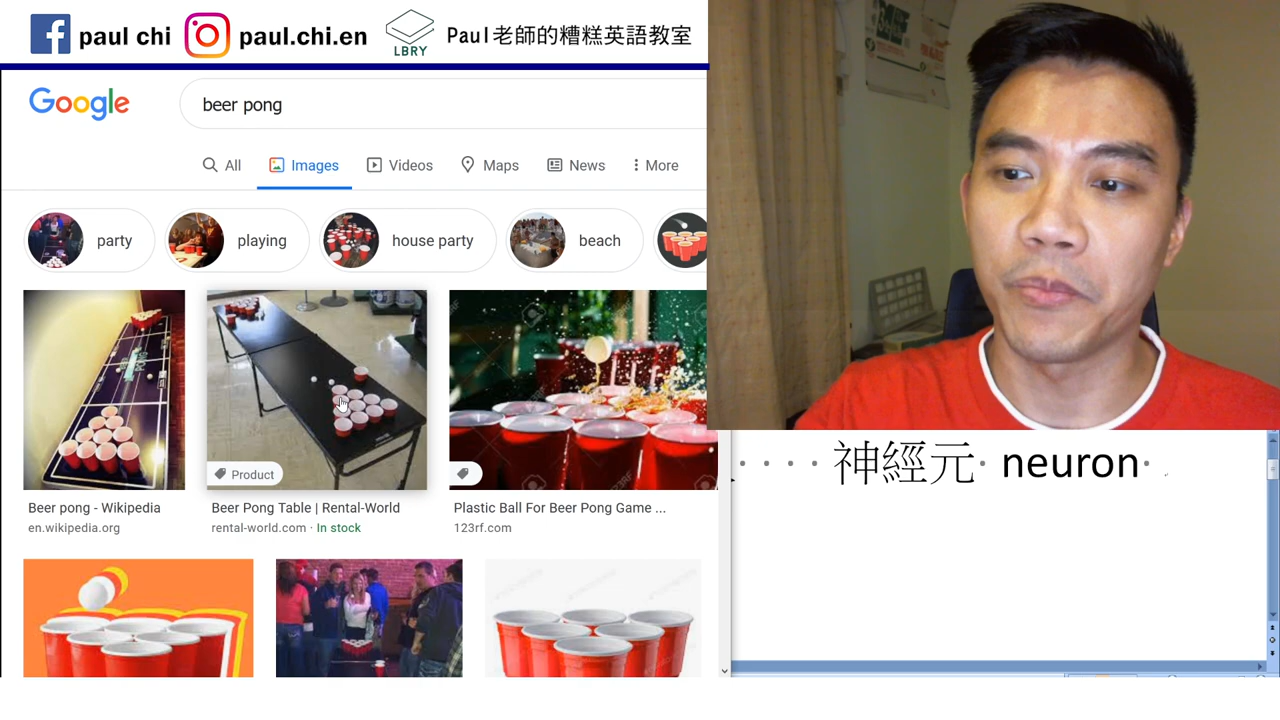 paul chi
paul.chi.en
LBRY
Paul老師的糟糕英語教室
Google
beer pong
All
Images
Videos
Maps
News
More
party
playing
house party
beach
Product
Beer pong - Wikipedia
en.wikipedia.org
Beer Pong Table | Rental-World
rental-world.com · In stock
Plastic Ball For Beer Pong Game ...
123rf.com
神經元 neuron